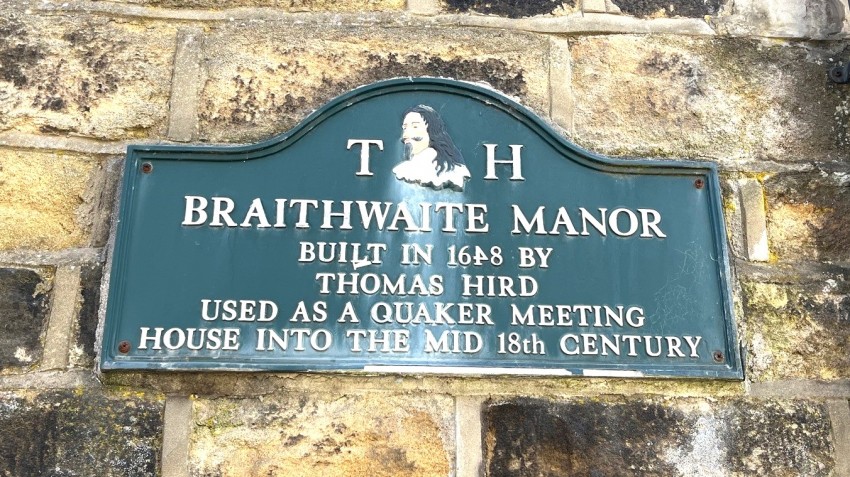 T H
BRAITHWAITE MANOR
BUILT IN 1648 BY
THOMAS HIRD
USED AS A QUAKER MEETING
HOUSE INTO THE MID 18th CENTURY